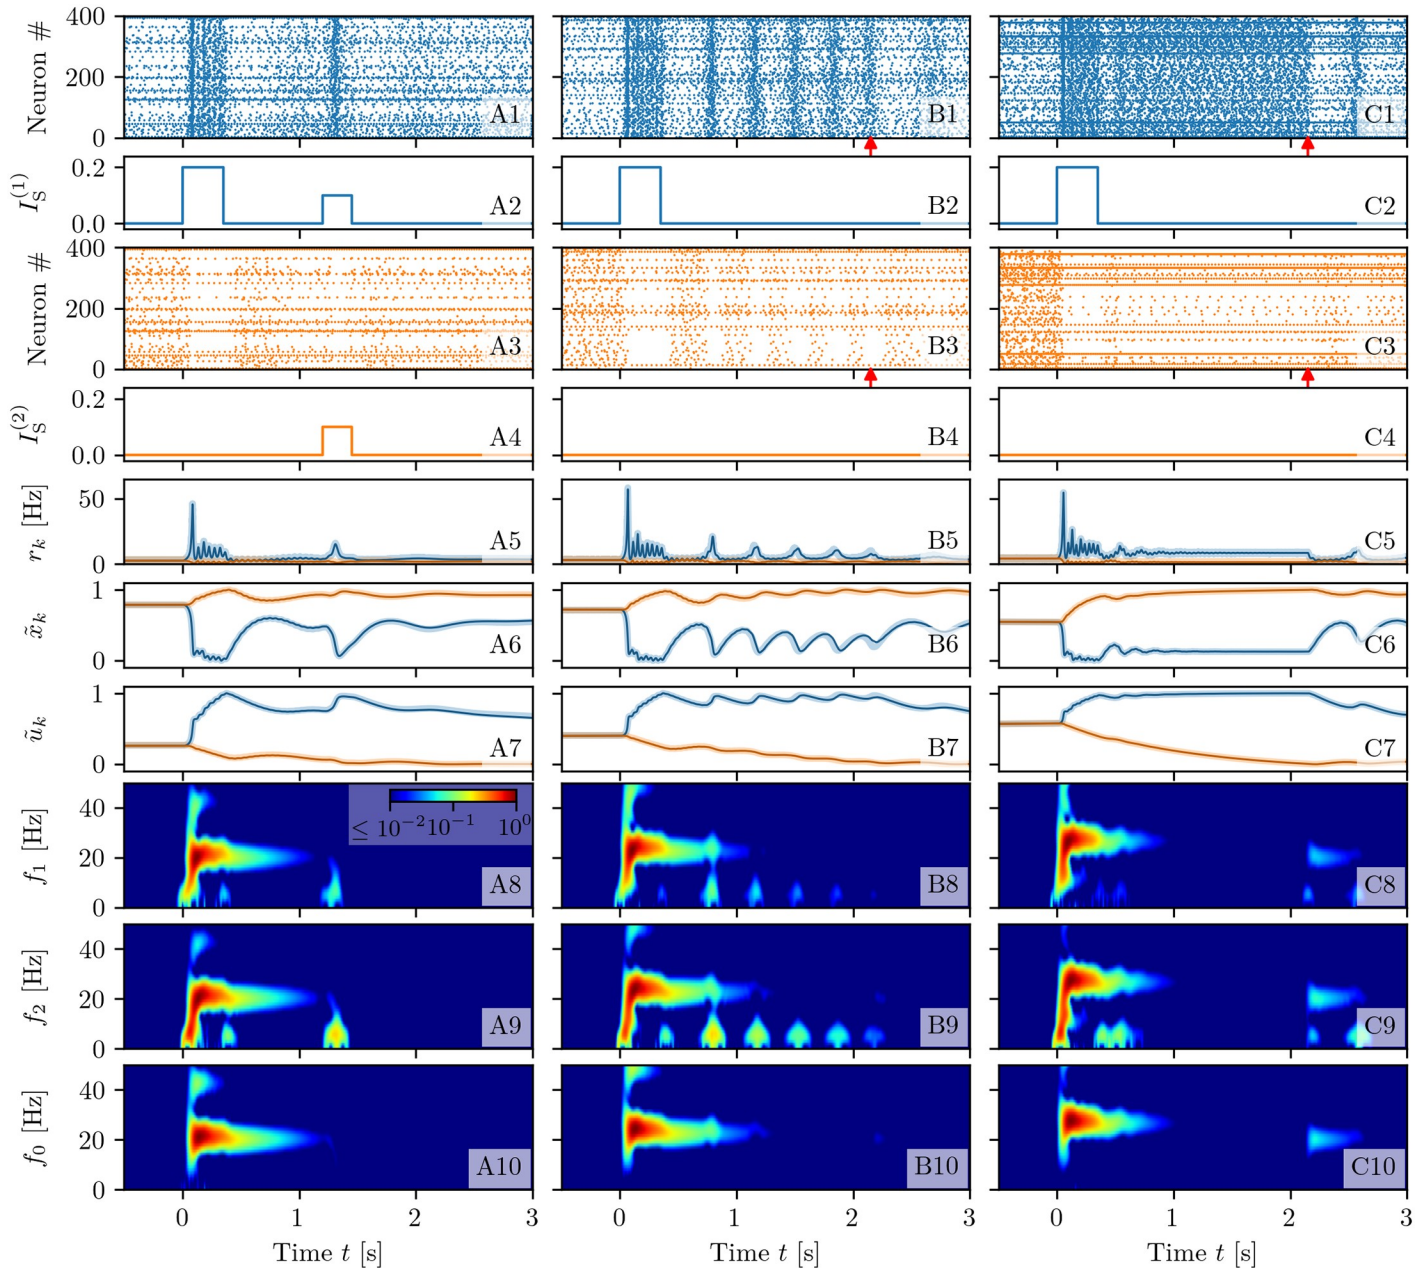 Neuron #
400
200
0
A1
B1
C1
I_S^(1)
0.2
0.0
A2
B2
C2
Neuron #
400
200
0
A3
B3
C3
I_S^(2)
0.2
0.0
A4
B4
C4
r_k [Hz]
50
0
A5
B5
C5
x̃_k
1
0
A6
B6
C6
ũ_k
1
0
A7
B7
C7
f_1 [Hz]
40
20
0
≤ 10^-2 10^-1 10^0
A8
B8
C8
f_2 [Hz]
40
20
0
A9
B9
C9
f_0 [Hz]
40
20
0
A10
B10
C10
0 1 2 3 0 1 2 3 0 1 2 3
Time t [s] Time t [s] Time t [s]